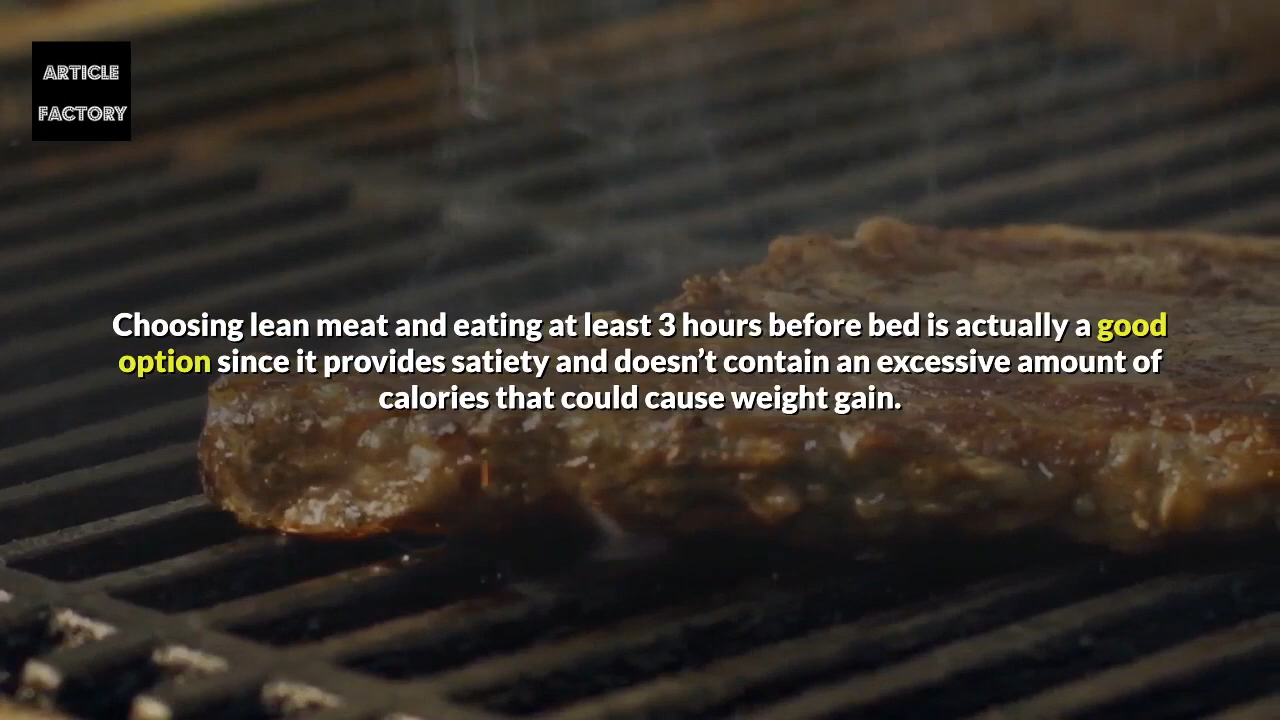 ARTICLE
FACTORY
Choosing lean meat and eating at least 3 hours before bed is actually a good
option since it provides satiety and doesn’t contain an excessive amount of
calories that could cause weight gain.